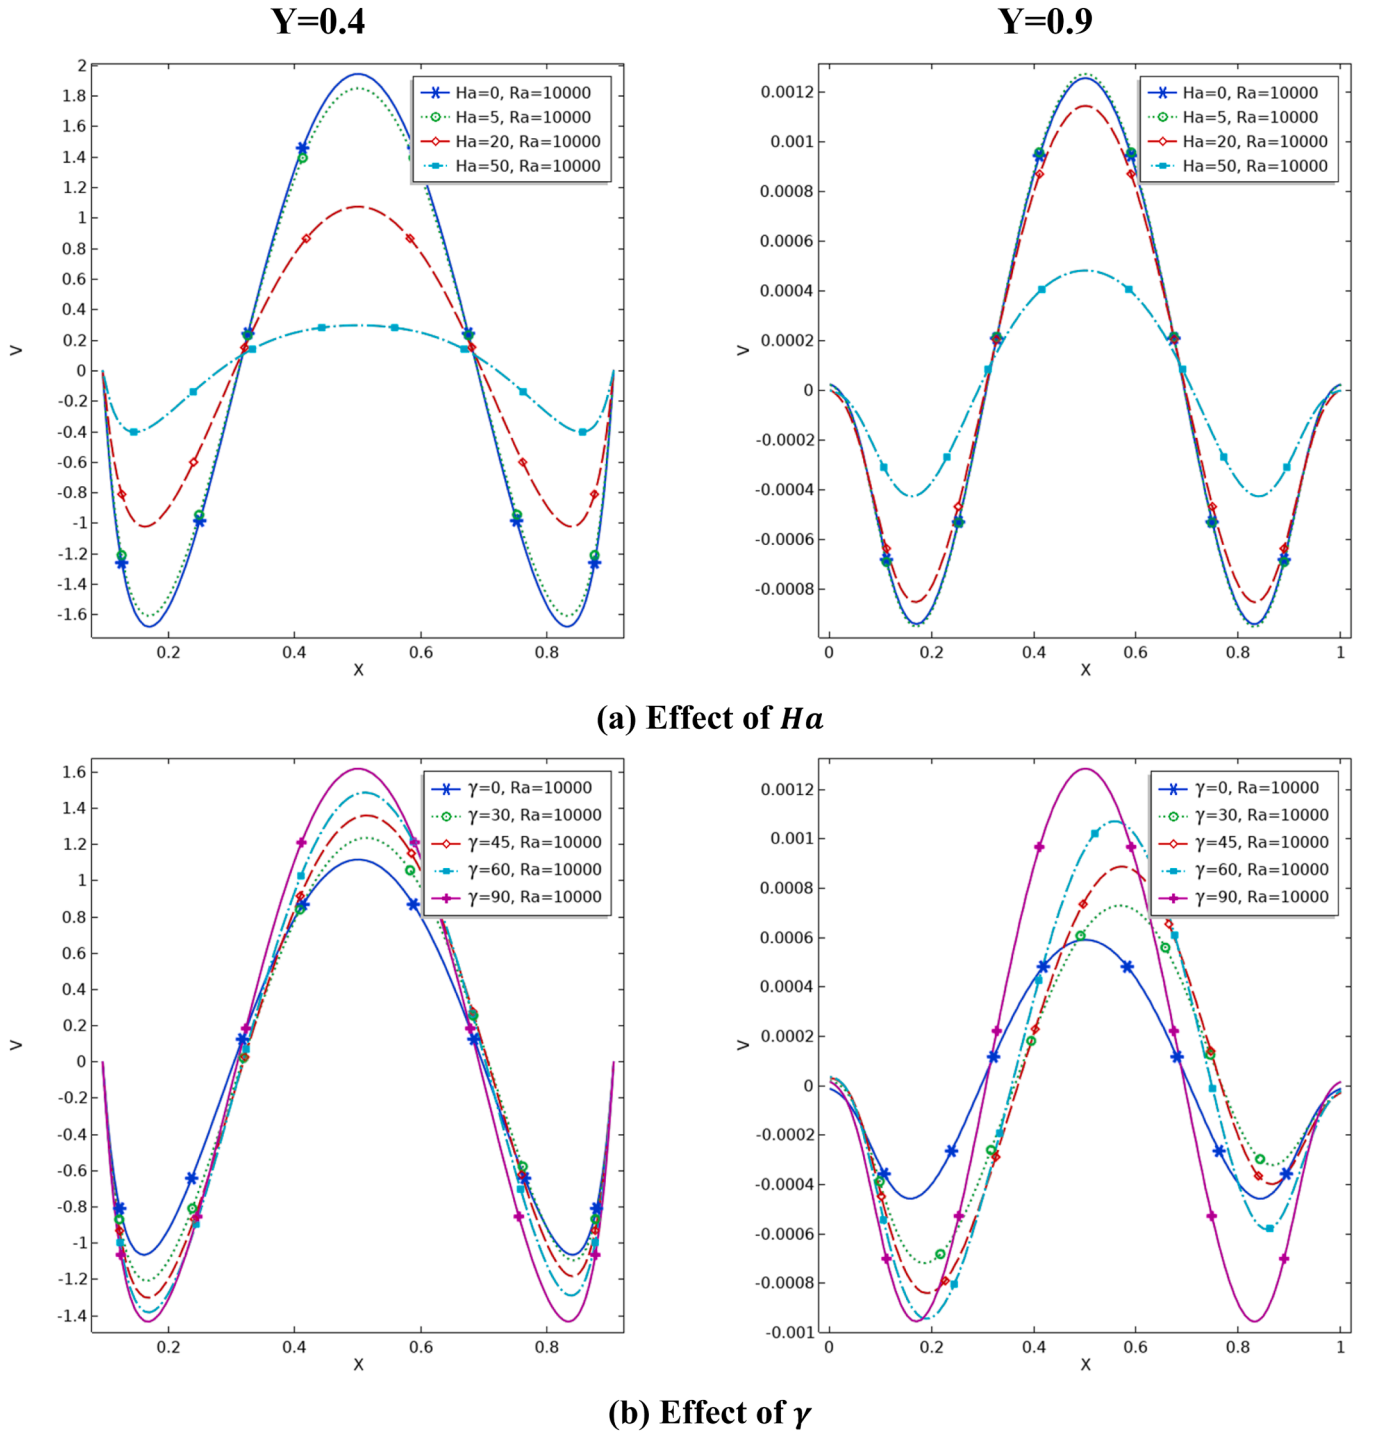 Y=0.4
Y=0.9
2
1.8
1.6
1.4
1.2
1
0.8
0.6
0.4
0.2
0
-0.2
-0.4
-0.6
-0.8
-1
-1.2
-1.4
-1.6
V
0.2
0.4
0.6
0.8
X
Ha=0, Ra=10000
Ha=5, Ra=10000
Ha=20, Ra=10000
Ha=50, Ra=10000
0.0012
0.001
0.0008
0.0006
0.0004
0.0002
0
-0.0002
-0.0004
-0.0006
-0.0008
V
0
0.2
0.4
0.6
0.8
1
X
Ha=0, Ra=10000
Ha=5, Ra=10000
Ha=20, Ra=10000
Ha=50, Ra=10000
(a) Effect of Ha
1.6
1.4
1.2
1
0.8
0.6
0.4
0.2
0
-0.2
-0.4
-0.6
-0.8
-1
-1.2
-1.4
V
0.2
0.4
0.6
0.8
X
γ=0, Ra=10000
γ=30, Ra=10000
γ=45, Ra=10000
γ=60, Ra=10000
γ=90, Ra=10000
0.0012
0.001
0.0008
0.0006
0.0004
0.0002
0
-0.0002
-0.0004
-0.0006
-0.0008
-0.001
V
0
0.2
0.4
0.6
0.8
1
X
γ=0, Ra=10000
γ=30, Ra=10000
γ=45, Ra=10000
γ=60, Ra=10000
γ=90, Ra=10000
(b) Effect of γ